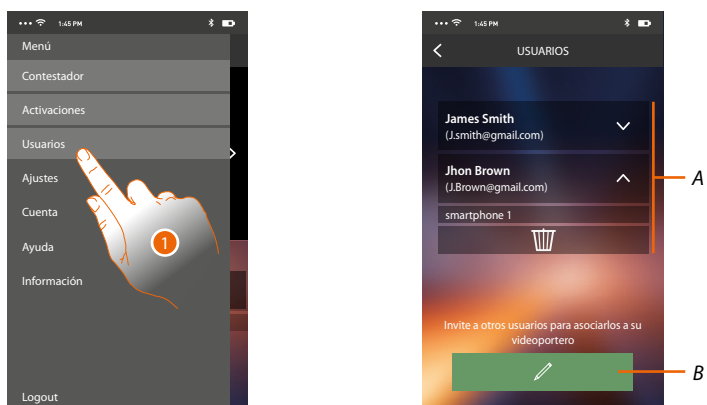 1:45 PM
Menú
Contestador
Activaciones
Usuarios
Ajustes
Cuenta
Ayuda
Información
Logout
1
1:45 PM
USUARIOS
James Smith
(J.smith@gmail.com)
Jhon Brown
(J.Brown@gmail.com)
smartphone 1
A
Invite a otros usuarios para asociarlos a su
videoportero
B